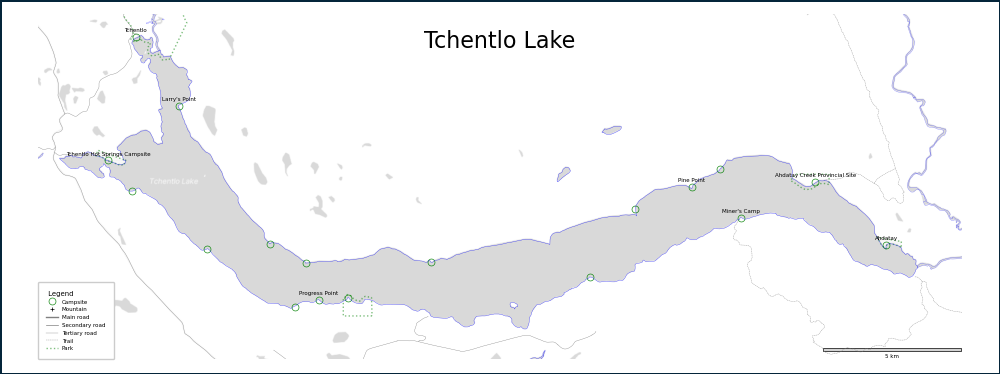 Tchentlo Lake
Tchentlo
Larry's Point
Tchentlo Hot Springs Campsite
Tchentlo Lake
Pine Point
Ahdatay Creek Provincial Site
Miner's Camp
Ahdatay
Progress Point
Legend
Campsite
Mountain
Main road
Secondary road
Tertiary road
Trail
Park
5 km